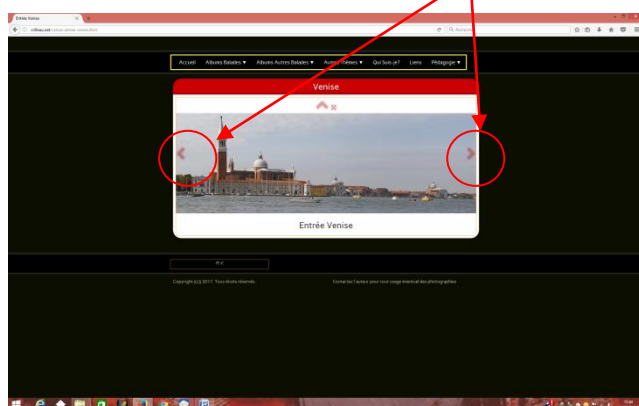 Entrée Venise
Accueil Albums Balades ▼ Albums Autres Balades ▼ Autres Thèmes ▼ Qui Suis-je? Liens Pédagogie ▼
Venise
Entrée Venise
Copyright (c) 2017. Tous droits réservés. Contactez l'auteur pour tout usage éventuel des photographies